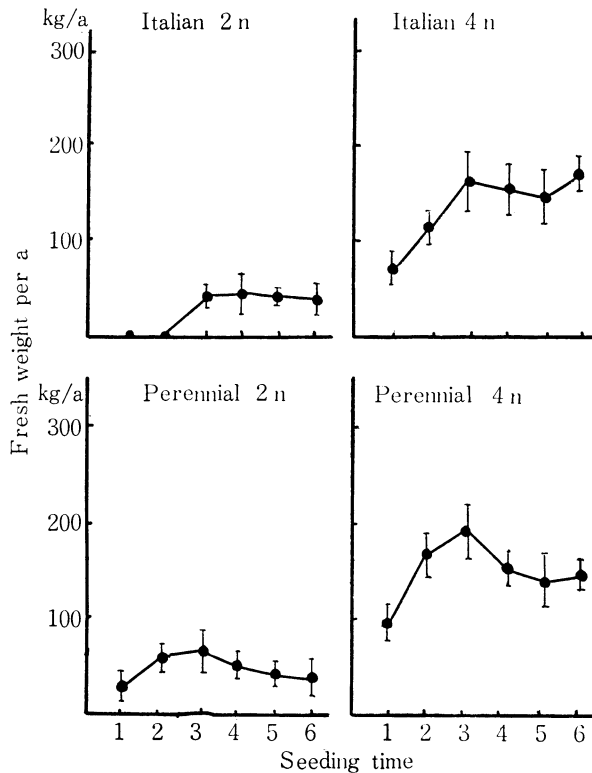 kg/a
Italian 2n
Italian 4n
300
200
100
Fresh weight per a
kg/a
Perennial 2n
Perennial 4n
300
200
100
1 2 3 4 5 6
1 2 3 4 5 6
Seeding time